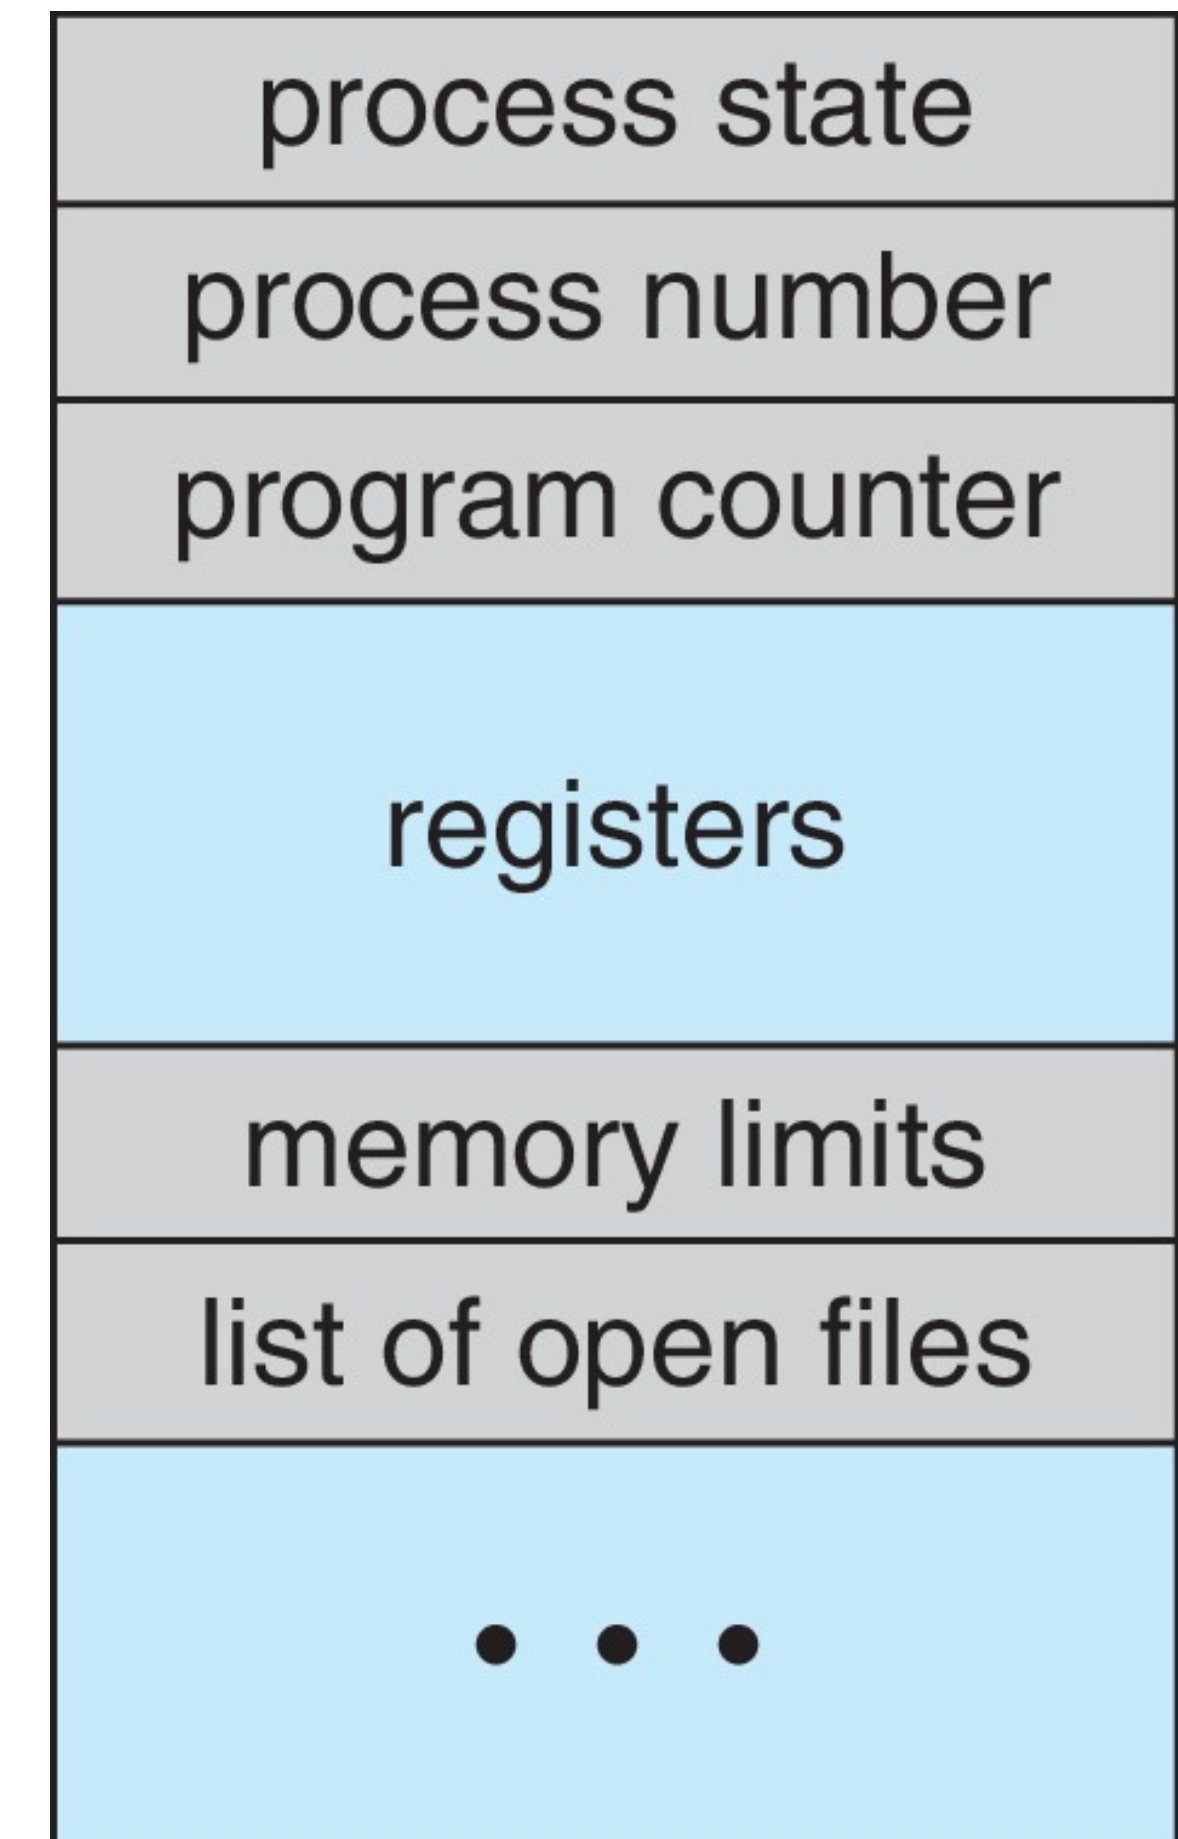 process state
process number
program counter
registers
memory limits
list of open files
• • •